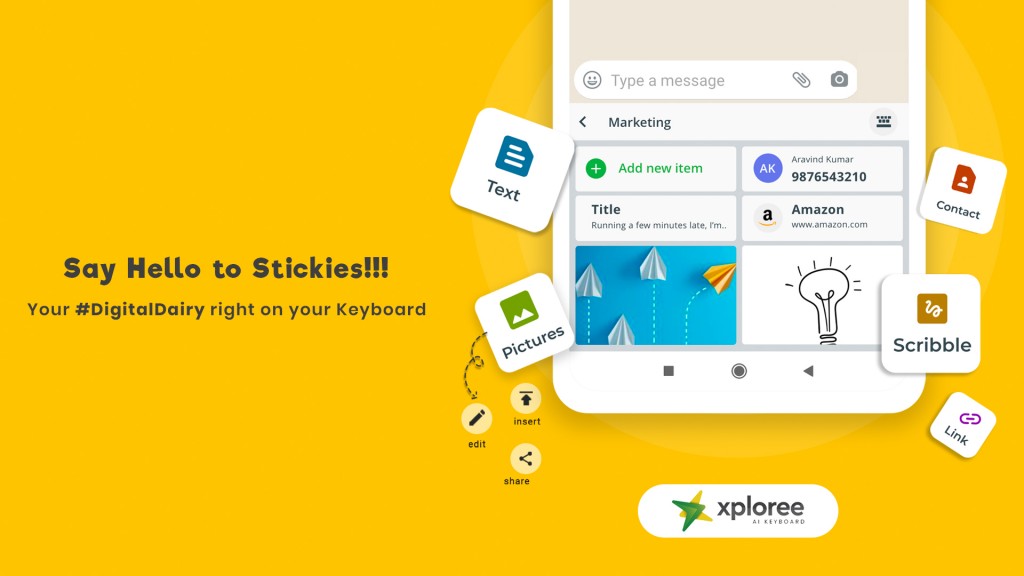 Say Hello to Stickies!!!
Your #DigitalDairy right on your Keyboard
Type a message
Marketing
Add new item
AK
Aravind Kumar
9876543210
Title
Running a few minutes late, I'm..
a
Amazon
www.amazon.com
Text
Pictures
edit
insert
share
Contact
Scribble
Link
xploree
AI KEYBOARD